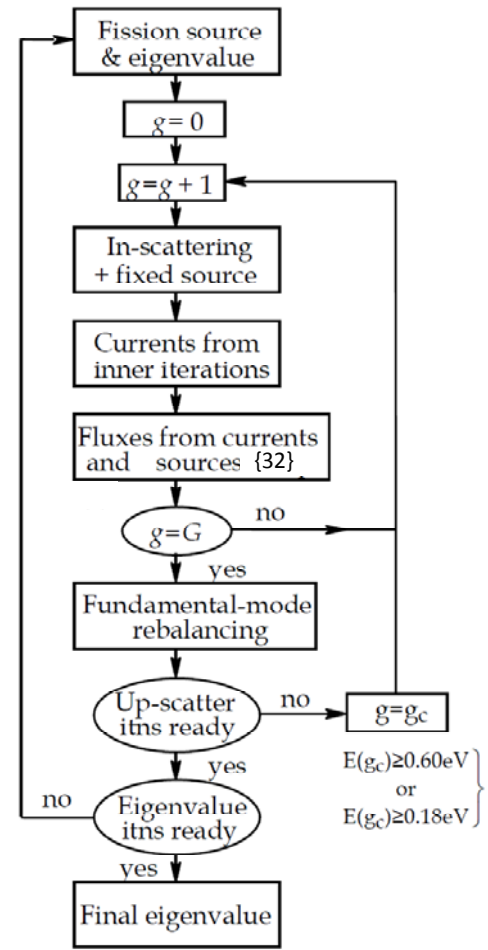 Fission source
& eigenvalue
g = 0
g=g + 1
In-scattering
+ fixed source
Currents from
inner iterations
Fluxes from currents
and sources {32}
g=G
no
yes
Fundamental-mode
rebalancing
Up-scatter
itns ready
no
g=gc
E(gc)≥0.60eV
or
E(gc)≥0.18eV
yes
no
Eigenvalue
itns ready
yes
Final eigenvalue